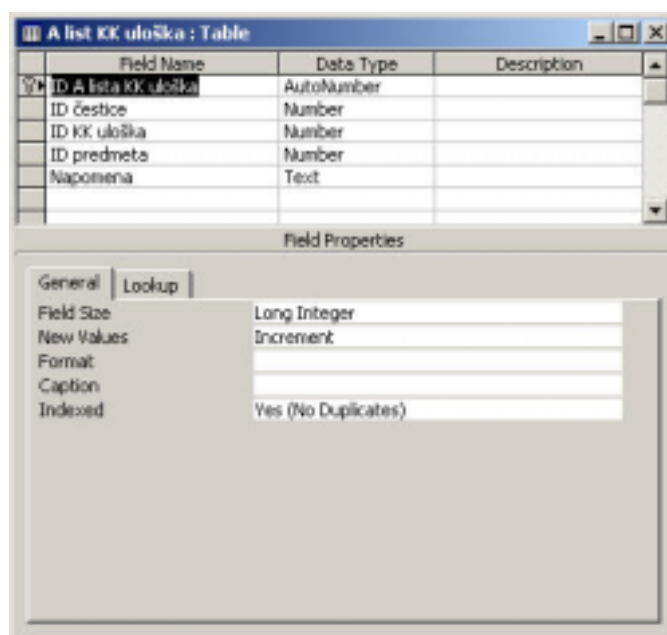 A list KK uloška : Table
Field Name Data Type Description
ID A lista KK uloška AutoNumber
ID čestice Number
ID KK uloška Number
ID predmeta Number
Napomena Text
Field Properties
General Lookup
Field Size Long Integer
New Values Increment
Format
Caption
Indexed Yes (No Duplicates)